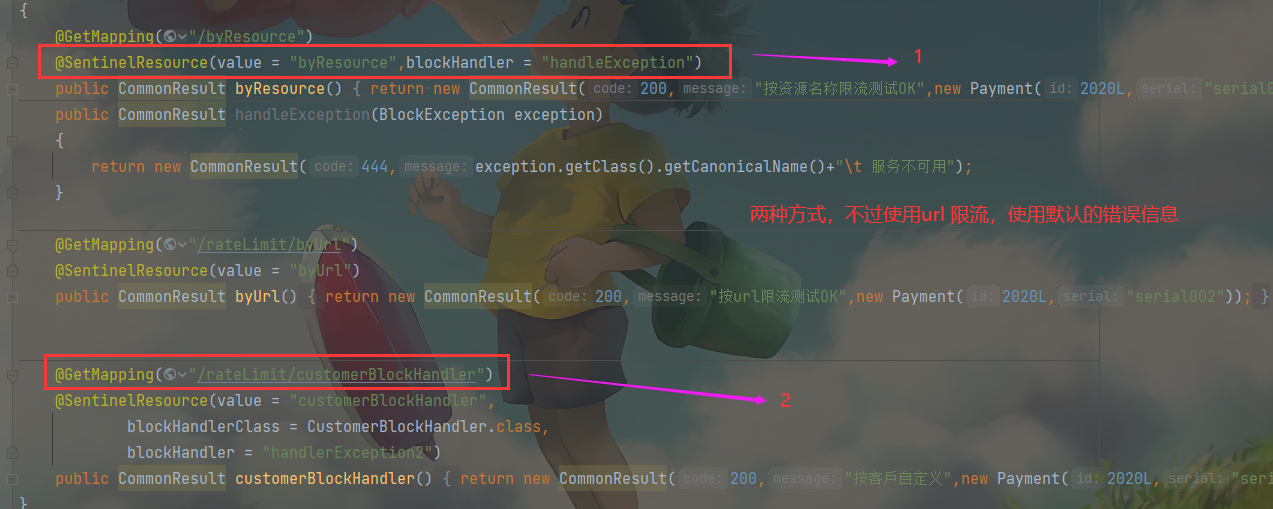 {
@GetMapping("/byResource")
@SentinelResource(value = "byResource",blockHandler = "handleException")
1
public CommonResult byResource() { return new CommonResult( code: 200, message: "按资源名称限流测试OK",new Payment( id: 2020L, serial: "serial0
public CommonResult handleException(BlockException exception)
{
return new CommonResult( code: 444, message: exception.getClass().getCanonicalName()+"\t 服务不可用");
}
两种方式，不过使用url 限流，使用默认的错误信息
@GetMapping("/rateLimit/byUrl")
@SentinelResource(value = "byUrl")
public CommonResult byUrl() { return new CommonResult( code: 200, message: "按url限流测试OK",new Payment( id: 2020L, serial: "serial002")); }
@GetMapping("/rateLimit/customerBlockHandler")
@SentinelResource(value = "customerBlockHandler",
2
blockHandlerClass = CustomerBlockHandler.class,
blockHandler = "handlerException2")
public CommonResult customerBlockHandler() { return new CommonResult( code: 200, message: "按客戶自定义",new Payment( id: 2020L, serial: "seri
}